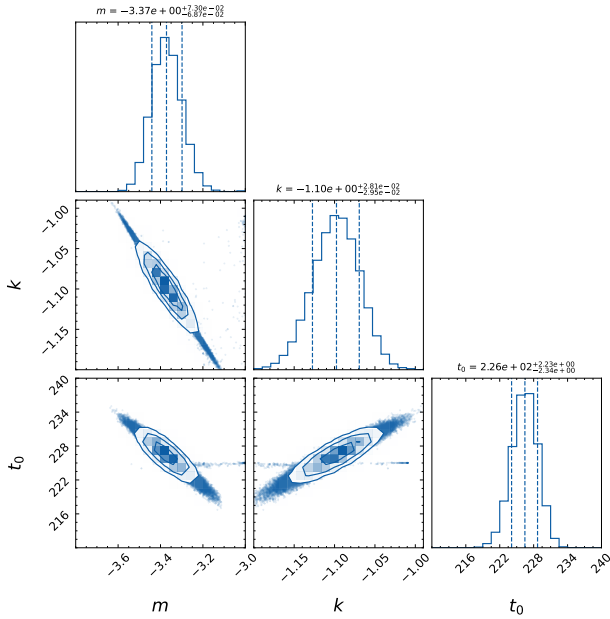 m = −3.37e + 00+7.30e−02−6.87e−02
k = −1.10e + 00+2.81e−02−2.95e−02
−1.00
−1.05
−1.10
−1.15
k
t0 = 2.26e + 02+2.23e+00−2.34e+00
240
234
228
222
216
t0
−3.6
−3.4
−3.2
−3.0
−1.15
−1.10
−1.05
−1.00
216
222
228
234
240
m
k
t0